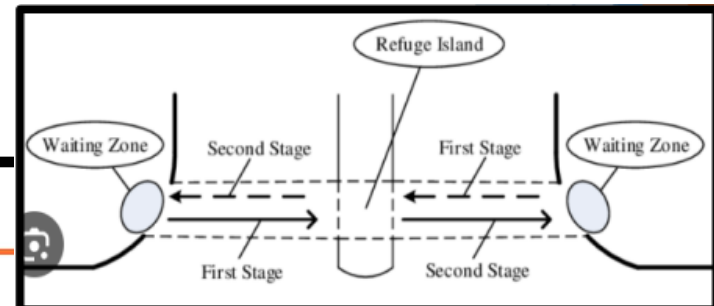 Refuge Island
Waiting Zone
Second Stage
First Stage
Waiting Zone
First Stage
Second Stage